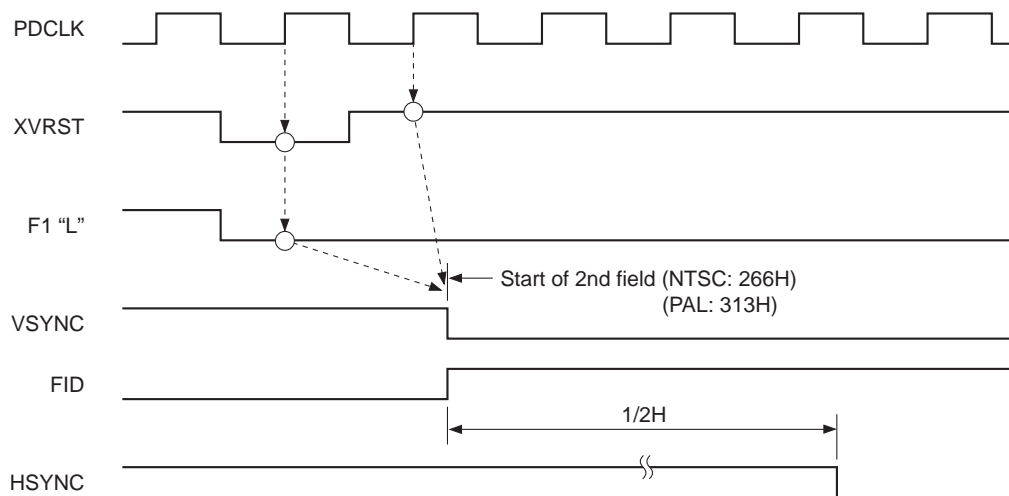 PDCLK
XVRST
F1 “L”
Start of 2nd field (NTSC: 266H)
(PAL: 313H)
VSYNC
FID
1/2H
HSYNC